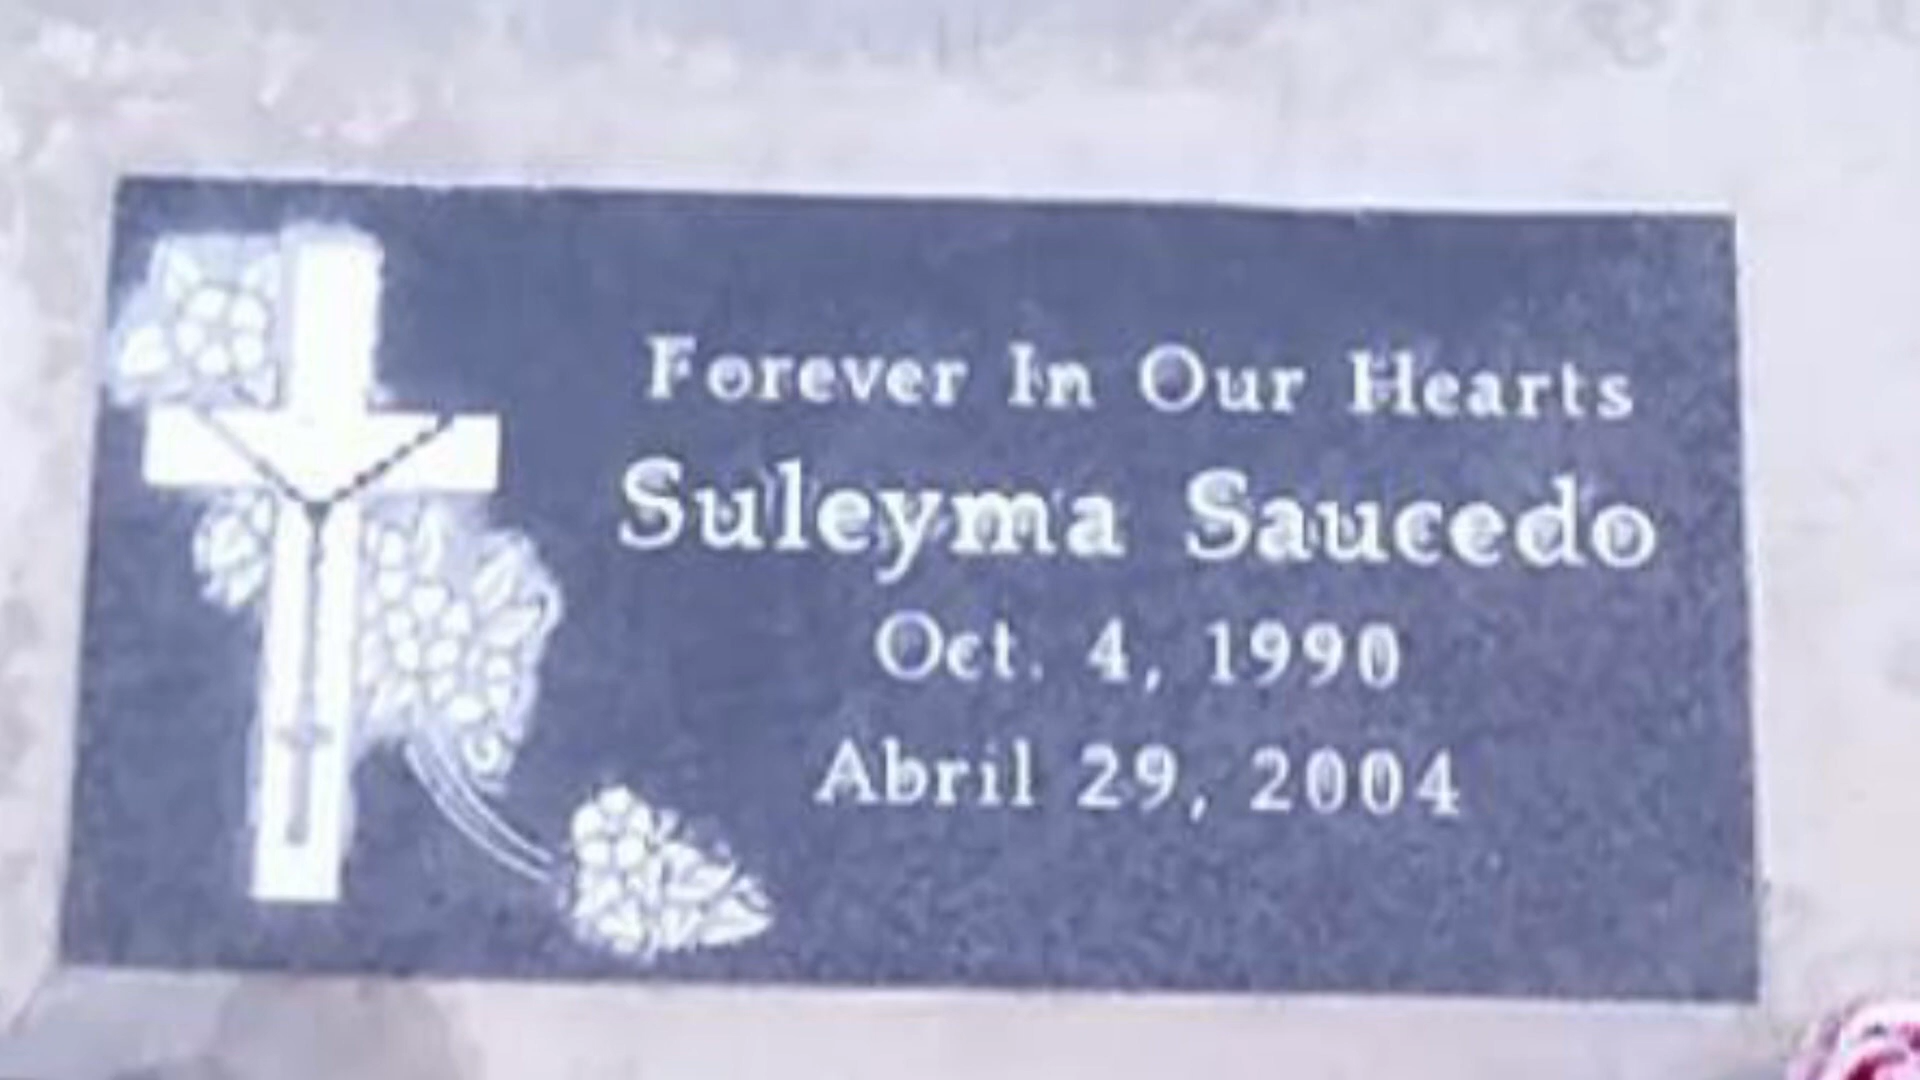 Forever In Our Hearts
Suleyma Saucedo
Oct. 4, 1990
Abril 29, 2004